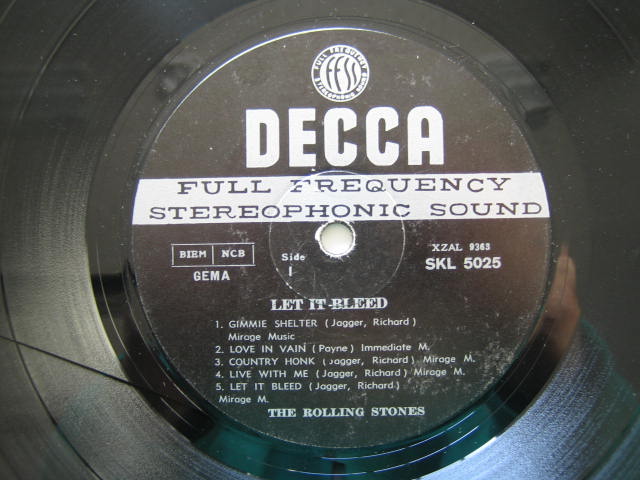 FULL FREQUENCY
ffss
STEREOPHONIC SOUND
DECCA
FULL FREQUENCY
STEREOPHONIC SOUND
BIEM NCB
GEMA
Side
1
XZAL 9363
SKL 5025
LET IT BLEED
1. GIMMIE SHELTER (Jagger, Richard)
Mirage Music
2. LOVE IN VAIN (Payne) Immediate M.
3. COUNTRY HONK (Jagger, Richard) Mirage M.
4. LIVE WITH ME (Jagger, Richard) Mirage M.
5. LET IT BLEED (Jagger, Richard)
Mirage M.
THE ROLLING STONES